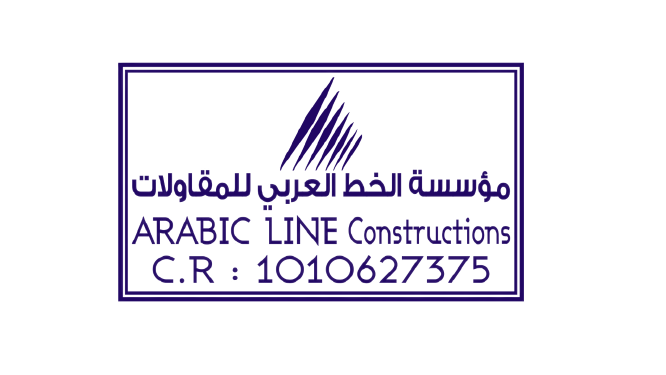 مؤسسة الخط العربي للمقاولات
ARABIC LINE Constructions
C.R : 1010627375